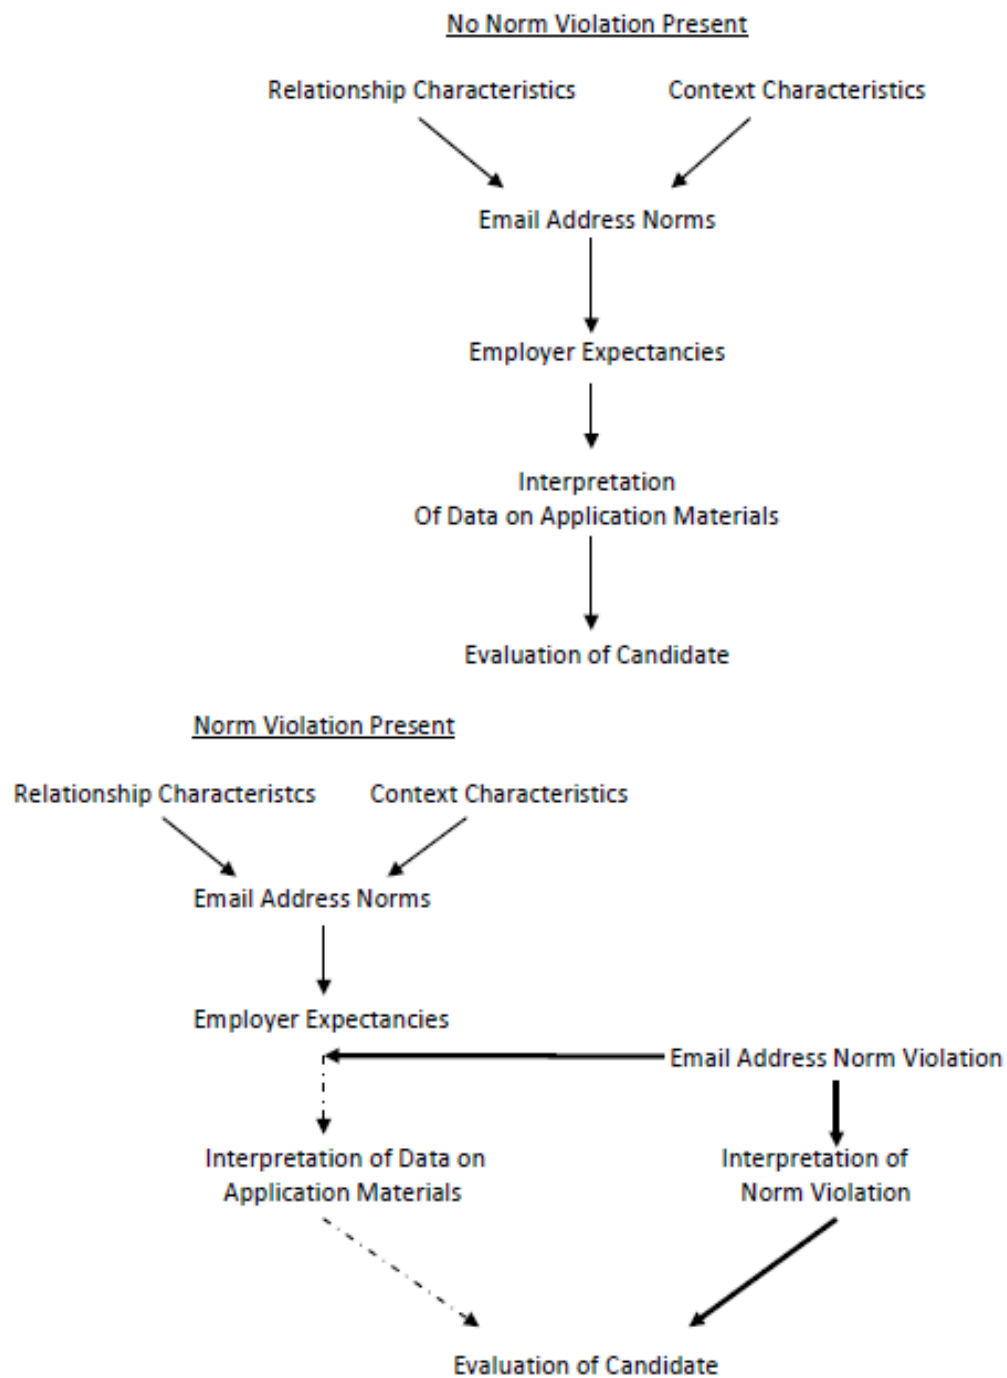 No Norm Violation Present
Relationship Characteristics Context Characteristics
Email Address Norms
Employer Expectancies
Interpretation
Of Data on Application Materials
Evaluation of Candidate
Norm Violation Present
Relationship Characteristcs Context Characteristics
Email Address Norms
Employer Expectancies
Email Address Norm Violation
Interpretation of Data on
Application Materials
Interpretation of
Norm Violation
Evaluation of Candidate